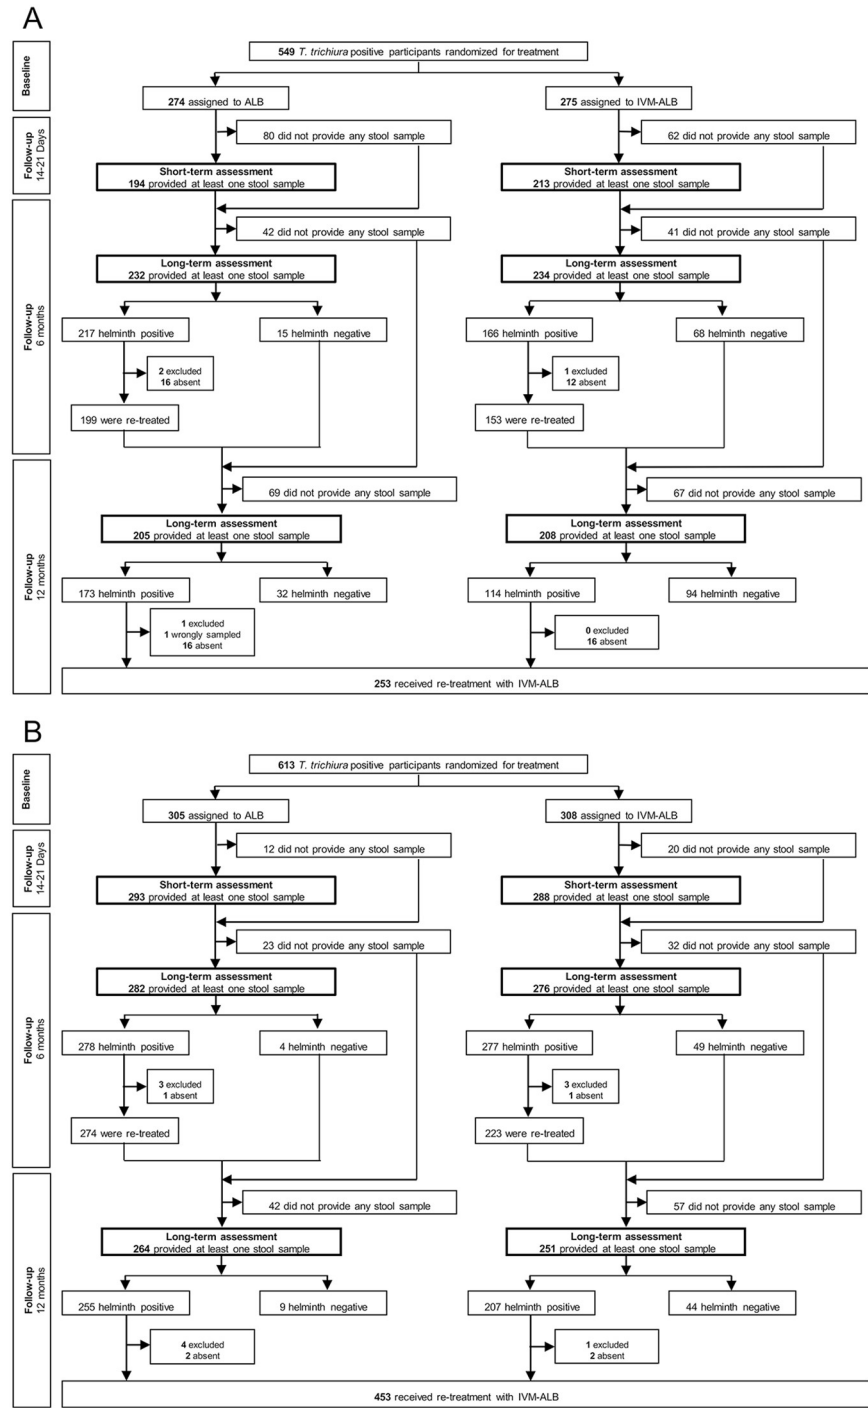 A
Baseline
549 T. trichiura positive participants randomized for treatment
274 assigned to ALB
275 assigned to IVM-ALB
Follow-up
14-21 Days
80 did not provide any stool sample
62 did not provide any stool sample
Short-term assessment
194 provided at least one stool sample
Short-term assessment
213 provided at least one stool sample
Follow-up
6 months
42 did not provide any stool sample
41 did not provide any stool sample
Long-term assessment
232 provided at least one stool sample
Long-term assessment
234 provided at least one stool sample
217 helminth positive
15 helminth negative
166 helminth positive
68 helminth negative
2 excluded
16 absent
1 excluded
12 absent
199 were re-treated
153 were re-treated
Follow-up
12 months
69 did not provide any stool sample
67 did not provide any stool sample
Long-term assessment
205 provided at least one stool sample
Long-term assessment
208 provided at least one stool sample
173 helminth positive
32 helminth negative
114 helminth positive
94 helminth negative
1 excluded
1 wrongly sampled
16 absent
0 excluded
16 absent
253 received re-treatment with IVM-ALB
B
Baseline
613 T. trichiura positive participants randomized for treatment
305 assigned to ALB
308 assigned to IVM-ALB
Follow-up
14-21 Days
12 did not provide any stool sample
20 did not provide any stool sample
Short-term assessment
293 provided at least one stool sample
Short-term assessment
288 provided at least one stool sample
Follow-up
6 months
23 did not provide any stool sample
32 did not provide any stool sample
Long-term assessment
282 provided at least one stool sample
Long-term assessment
276 provided at least one stool sample
278 helminth positive
4 helminth negative
277 helminth positive
49 helminth negative
3 excluded
1 absent
3 excluded
1 absent
274 were re-treated
223 were re-treated
Follow-up
12 months
42 did not provide any stool sample
57 did not provide any stool sample
Long-term assessment
264 provided at least one stool sample
Long-term assessment
251 provided at least one stool sample
255 helminth positive
9 helminth negative
207 helminth positive
44 helminth negative
4 excluded
2 absent
1 excluded
2 absent
453 received re-treatment with IVM-ALB